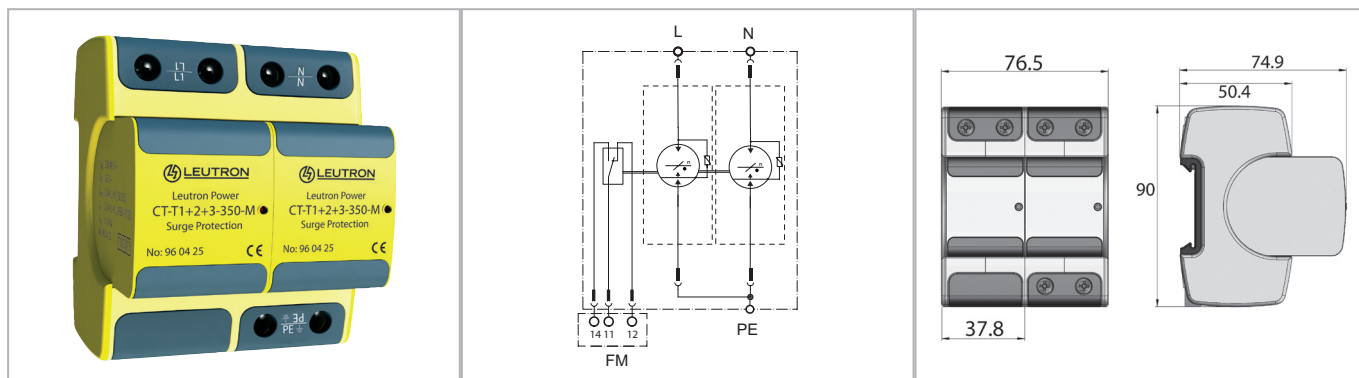 L1
L1
N
N
LEUTRON
Leutron Power
CT-T1+2+3-350-M
Surge Protection
No: 96 04 25
CE
LEUTRON
Leutron Power
CT-T1+2+3-350-M
Surge Protection
No: 96 04 25
CE
PE
PE
L
N
n
n
14
11
12
FM
PE
76.5
37.8
74.9
50.4
90